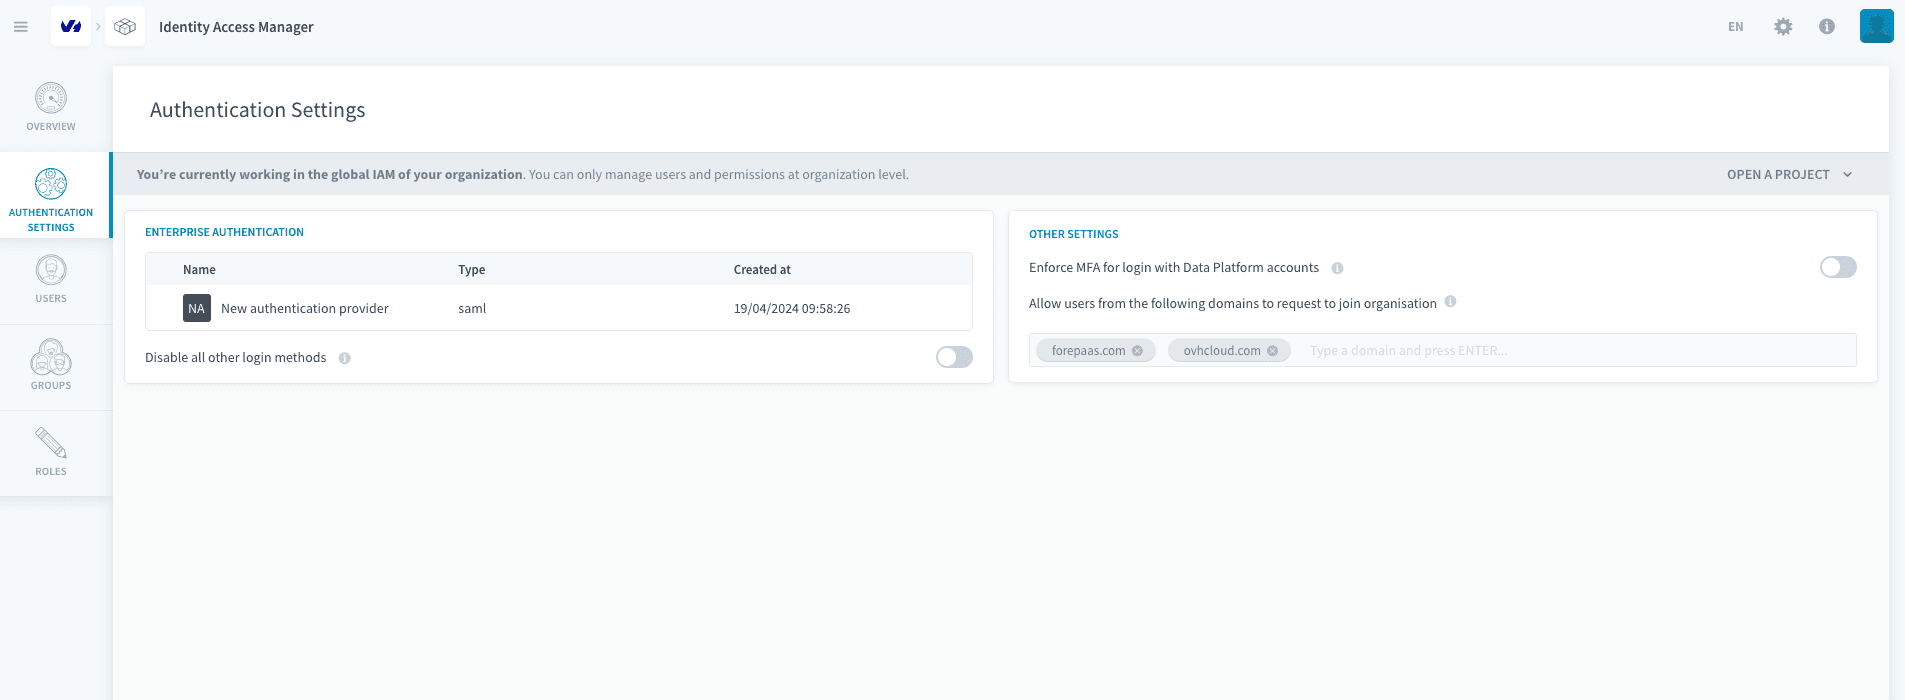 Identity Access Manager
EN
OVERVIEW
AUTHENTICATION
SETTINGS
USERS
GROUPS
ROLES
Authentication Settings
You're currently working in the global IAM of your organization. You can only manage users and permissions at organization level.
OPEN A PROJECT
ENTERPRISE AUTHENTICATION
Name Type Created at
NA New authentication provider saml 19/04/2024 09:58:26
Disable all other login methods
OTHER SETTINGS
Enforce MFA for login with Data Platform accounts
Allow users from the following domains to request to join organisation
forepaas.com ovhcloud.com Type a domain and press ENTER...